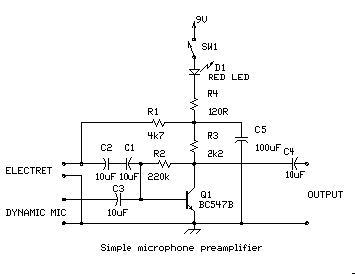 9V
SW1
D1
RED LED
R4
120R
R1
4k7
C5
100uF
R3
2k2
C2
C1
R2
C4
ELECTRET
10uF
10uF
220k
10uF
C3
Q1
BC547B
OUTPUT
DYNAMIC MIC
10uF
Simple microphone preamplifier